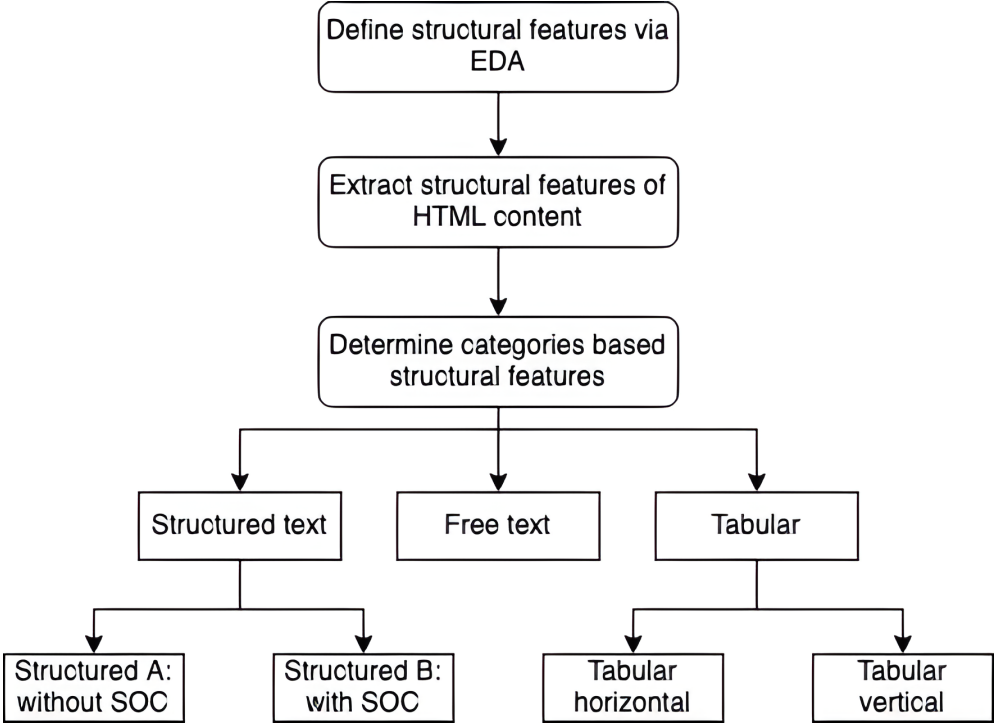 Define structural features via
EDA
Extract structural features of
HTML content
Determine categories based
structural features
Structured text
Free text
Tabular
Structured A:
without SOC
Structured B:
with SOC
Tabular
horizontal
Tabular
vertical